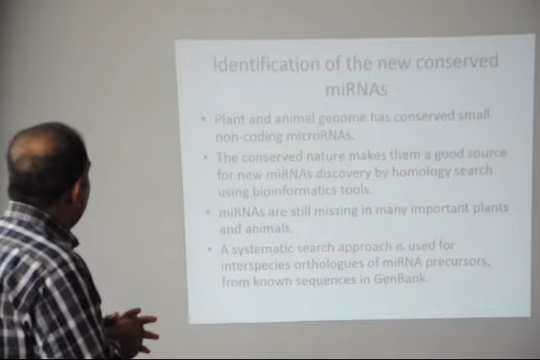 Identification of the new conserved
miRNAs
• Plant and animal genome has conserved small
non-coding microRNAs.
• The conserved nature makes them a good source
for new miRNAs discovery by homology search
using bioinformatics tools.
• miRNAs are still missing in many important plants
and animals.
• A systematic search approach is used for
interspecies orthologues of miRNA precursors,
from known sequences in GenBank.